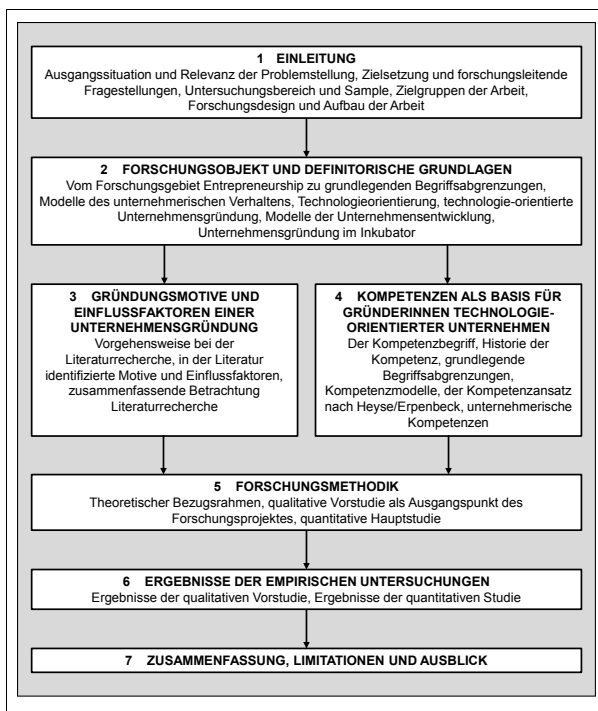 1 EINLEITUNG
Ausgangssituation und Relevanz der Problemstellung, Zielsetzung und forschungsleitende
Fragestellungen, Untersuchungsbereich und Sample, Zielgruppen der Arbeit,
Forschungsdesign und Aufbau der Arbeit
2 FORSCHUNGSOBJEKT UND DEFINITORISCHE GRUNDLAGEN
Vom Forschungsgebiet Entrepreneurship zu grundlegenden Begriffsabgrenzungen,
Modelle des unternehmerischen Verhaltens, Technologieorientierung, technologie-orientierte
Unternehmensgründung, Modelle der Unternehmensentwicklung,
Unternehmensgründung im Inkubator
3 GRÜNDUNGSMOTIVE UND
EINFLUSSFAKTOREN EINER
UNTERNEHMENSGRÜNDUNG
Vorgehensweise bei der
Literaturrecherche, in der Literatur
identifizierte Motive und Einflussfaktoren,
zusammenfassende Betrachtung
Literaturrecherche
4 KOMPETENZEN ALS BASIS FÜR
GRÜNDERINNEN TECHNOLOGIE-
ORIENTIERTER UNTERNEHMEN
Der Kompetenzbegriff, Historie der
Kompetenz, grundlegende
Begriffsabgrenzungen,
Kompetenzmodelle, der Kompetenzansatz
nach Heyse/Erpenbeck, unternehmerische
Kompetenzen
5 FORSCHUNGSMETHODIK
Theoretischer Bezugsrahmen, qualitative Vorstudie als Ausgangspunkt des
Forschungsprojektes, quantitative Hauptstudie
6 ERGEBNISSE DER EMPIRISCHEN UNTERSUCHUNGEN
Ergebnisse der qualitativen Vorstudie, Ergebnisse der quantitativen Studie
7 ZUSAMMENFASSUNG, LIMITATIONEN UND AUSBLICK